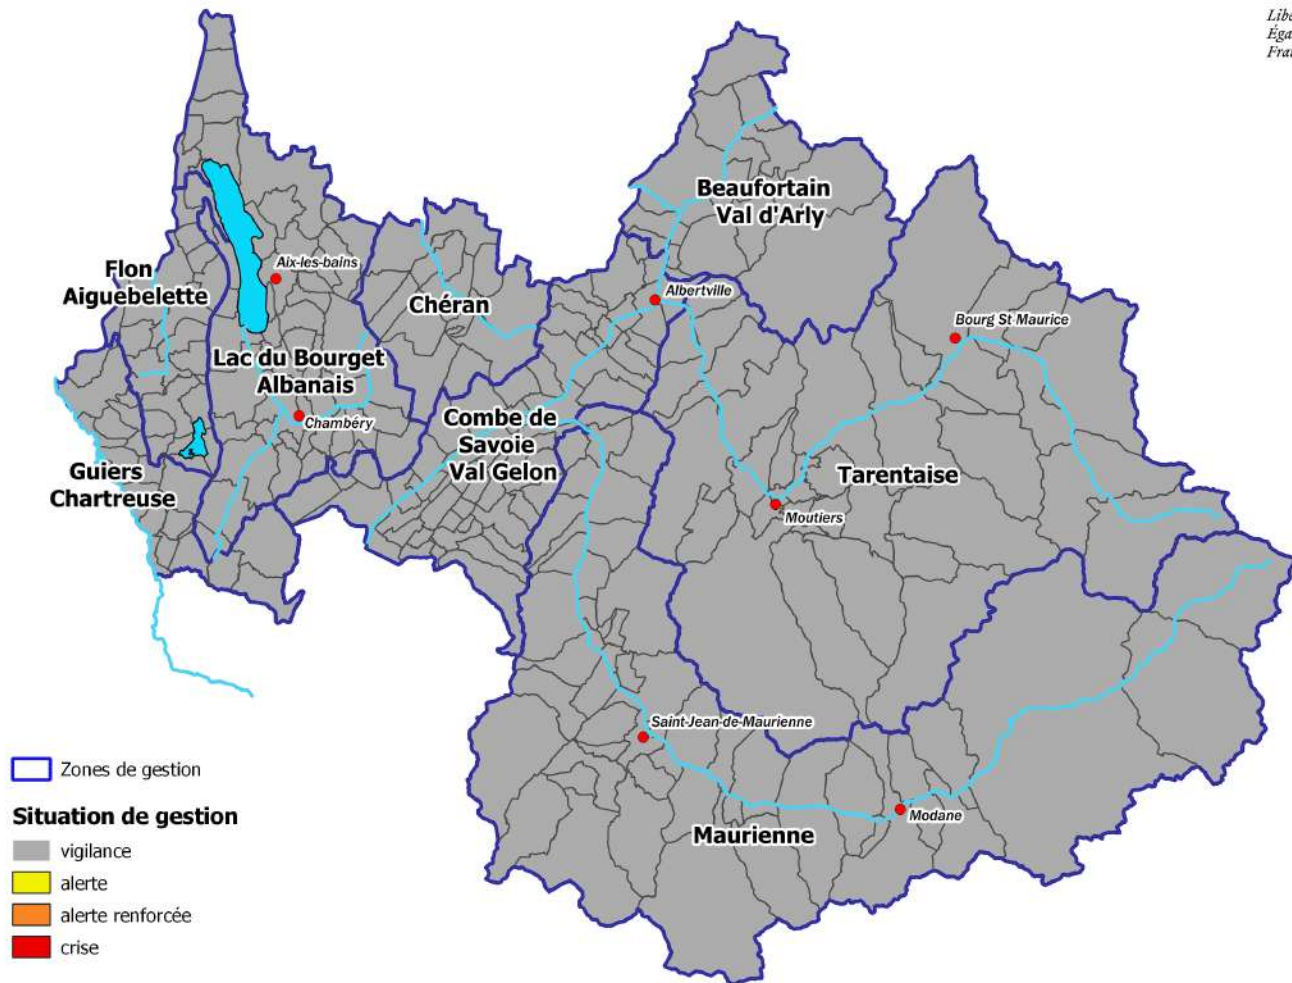 Beaufortain
Val d'Arly
Flon
Aiguebelette
Aix-les-bains
Chéran
Albertville
Bourg St Maurice
Lac du Bourget
Albanais
Chambéry
Combe de
Savoie
Val Gelon
Guiers
Chartreuse
Tarentaise
Moutiers
Saint-Jean-de-Maurienne
Modane
Maurienne
Zones de gestion
Situation de gestion
vigilance
alerte
alerte renforcée
crise